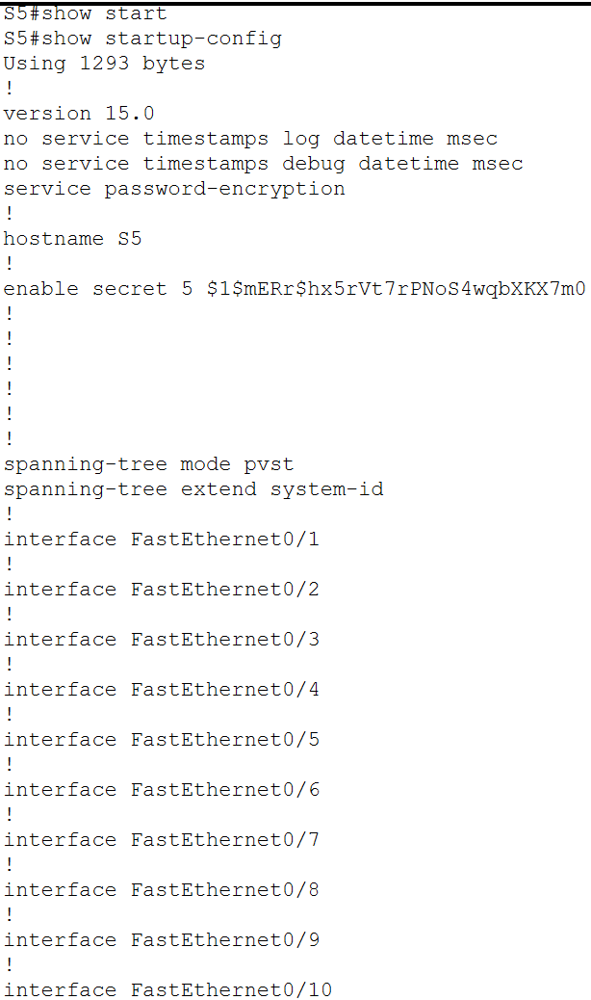 S5#show start
S5#show startup-config
Using 1293 bytes
!
version 15.0
no service timestamps log datetime msec
no service timestamps debug datetime msec
service password-encryption
!
hostname S5
!
enable secret 5 $1$mERr$hx5rVt7rPNoS4wqbXKX7m0
!
!
!
!
!
!
spanning-tree mode pvst
spanning-tree extend system-id
!
interface FastEthernet0/1
!
interface FastEthernet0/2
!
interface FastEthernet0/3
!
interface FastEthernet0/4
!
interface FastEthernet0/5
!
interface FastEthernet0/6
!
interface FastEthernet0/7
!
interface FastEthernet0/8
!
interface FastEthernet0/9
!
interface FastEthernet0/10